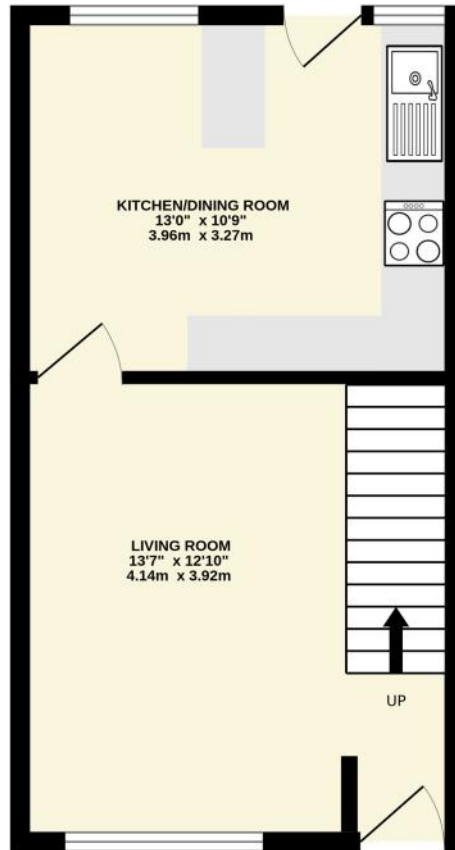 KITCHEN/DINING ROOM
13'0" x 10'9"
3.96m x 3.27m
LIVING ROOM
13'7" x 12'10"
4.14m x 3.92m
UP